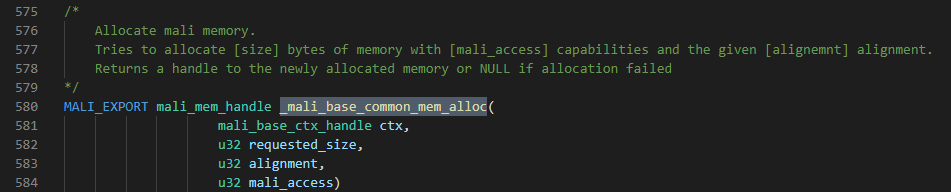 575 /*
576 Allocate mali memory.
577 Tries to allocate [size] bytes of memory with [mali_access] capabilities and the given [alignemnt] alignment.
578 Returns a handle to the newly allocated memory or NULL if allocation failed
579 */
580 MALI_EXPORT mali_mem_handle _mali_base_common_mem_alloc(
581 mali_base_ctx_handle ctx,
582 u32 requested_size,
583 u32 alignment,
584 u32 mali_access)